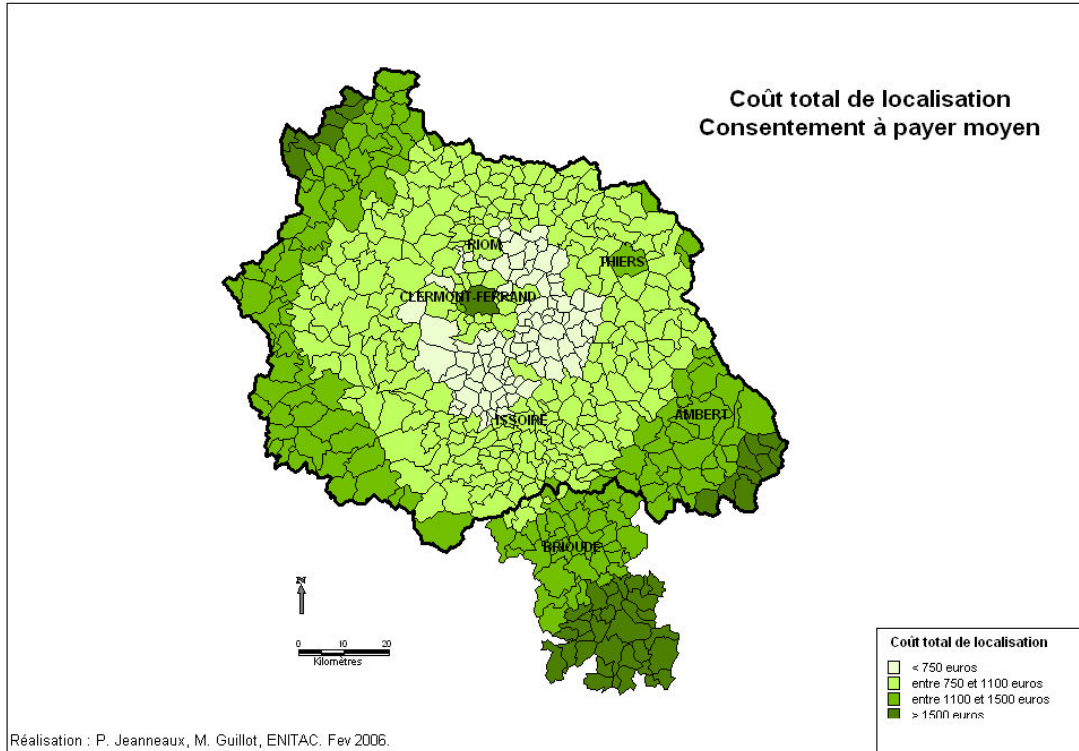 Coût total de localisation
Consentement à payer moyen
RIOM
THIERS
CLERMONT-FERRAND
ISSOIRE
AMBERT
BRIOUDE
N
0 10 20
Kilomètres
Coût total de localisation
< 750 euros
entre 750 et 1100 euros
entre 1100 et 1500 euros
> 1500 euros
Réalisation : P. Jeanneaux, M. Guillot, ENITAC. Fev 2006.